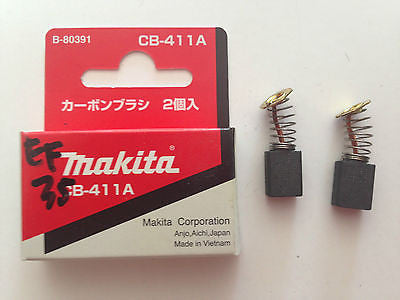 B-80391
CB-411A
カーボンブラシ 2個入
EF
35
makita
CB-411A
Makita Corporation
Anjo,Aichi,Japan
Made in Vietnam